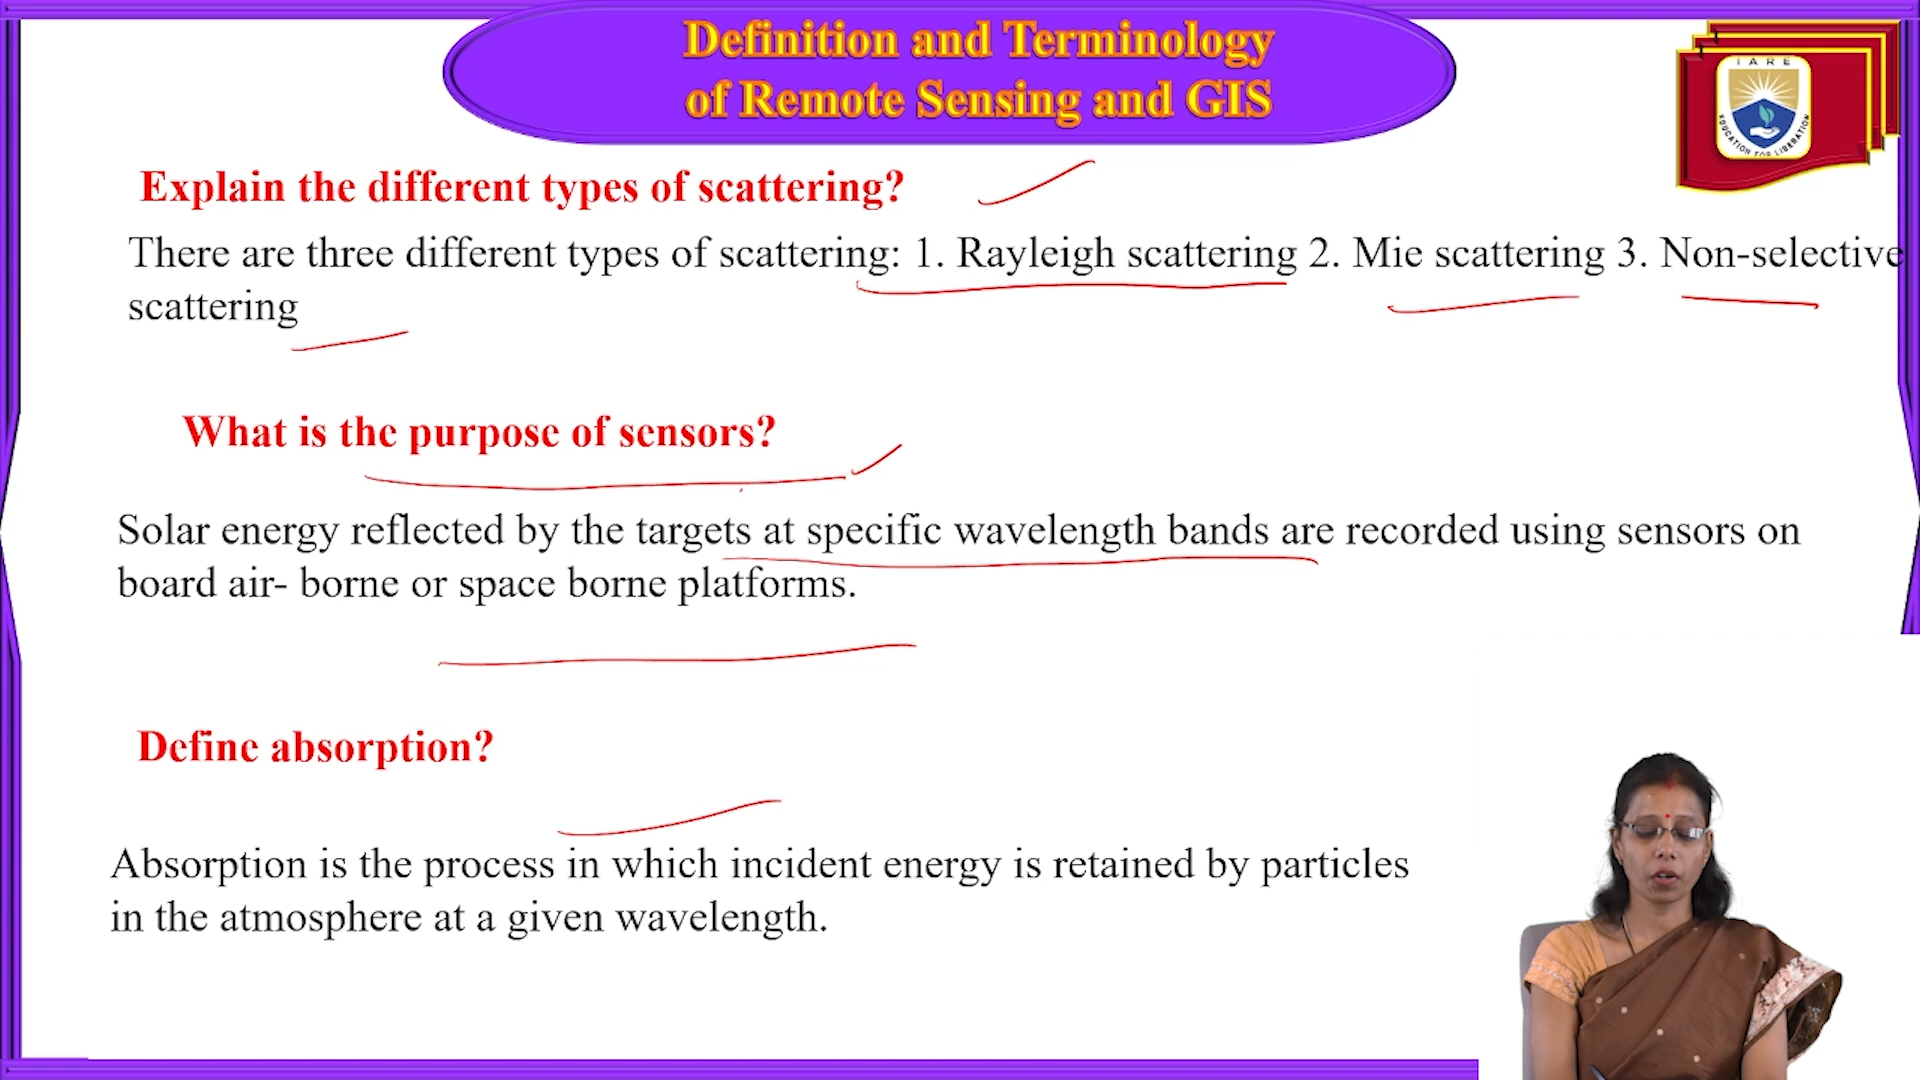 Definition and Terminology
of Remote Sensing and GIS
IARE
EDUCATION FOR LIBERATION
Explain the different types of scattering?
There are three different types of scattering: 1. Rayleigh scattering 2. Mie scattering 3. Non-selective
scattering
What is the purpose of sensors?
Solar energy reflected by the targets at specific wavelength bands are recorded using sensors on
board air- borne or space borne platforms.
Define absorption?
Absorption is the process in which incident energy is retained by particles
in the atmosphere at a given wavelength.